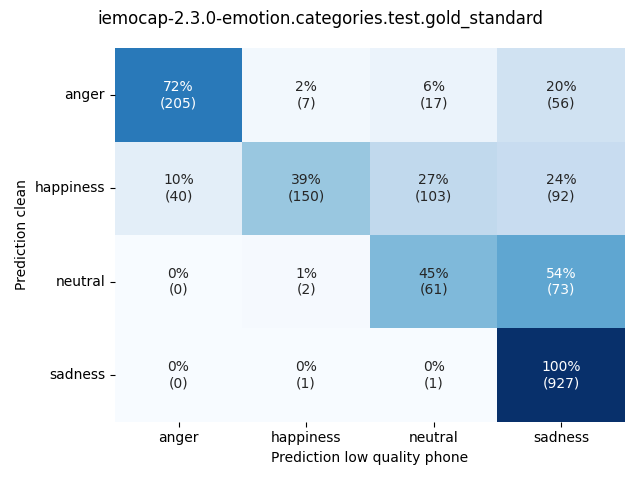 iemocap-2.3.0-emotion.categories.test.gold_standard
Prediction clean
anger
72%
(205)
2%
(7)
6%
(17)
20%
(56)
happiness
10%
(40)
39%
(150)
27%
(103)
24%
(92)
neutral
0%
(0)
1%
(2)
45%
(61)
54%
(73)
sadness
0%
(0)
0%
(1)
0%
(1)
100%
(927)
anger
happiness
neutral
sadness
Prediction low quality phone